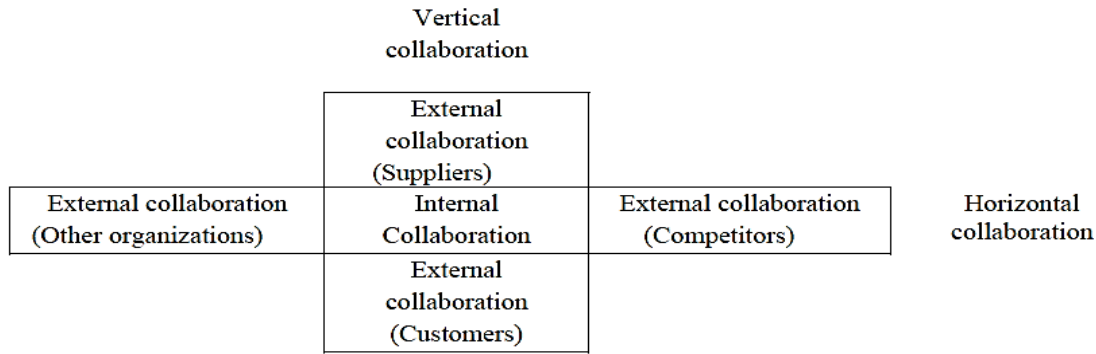 Vertical
collaboration
External
collaboration
(Suppliers)
External collaboration
(Other organizations)
Internal
Collaboration
External collaboration
(Competitors)
Horizontal
collaboration
External
collaboration
(Customers)